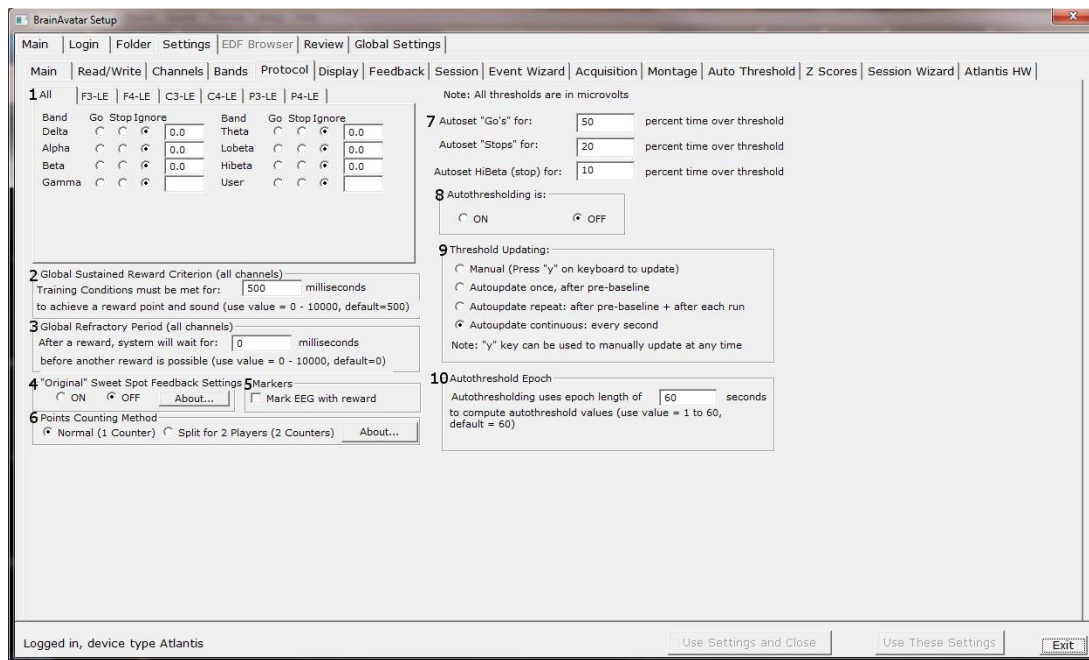 BrainAvatar Setup
x
Main Login Folder Settings EDF Browser Review Global Settings
Main Read/Write Channels Bands Protocol Display Feedback Session Event Wizard Acquisition Montage Auto Threshold Z Scores Session Wizard Atlantis HW
1 All F3-LE F4-LE C3-LE C4-LE P3-LE P4-LE
Band Go Stop Ignore Band Go Stop Ignore
Delta 0.0 Theta 0.0
Alpha 0.0 Lobeta 0.0
Beta 0.0 Hibeta 0.0
Gamma User
2 Global Sustained Reward Criterion (all channels)
Training Conditions must be met for: 500 milliseconds
to achieve a reward point and sound (use value = 0 - 10000, default=500)
3 Global Refractory Period (all channels)
After a reward, system will wait for: 0 milliseconds
before another reward is possible (use value = 0 - 10000, default=0)
4 "Original" Sweet Spot Feedback Settings
ON OFF About...
5 Markers
Mark EEG with reward
6 Points Counting Method
Normal (1 Counter) Split for 2 Players (2 Counters) About...
Note: All thresholds are in microvolts
7 Autoset "Go's" for: 50 percent time over threshold
Autoset "Stops" for: 20 percent time over threshold
Autoset HiBeta (stop) for: 10 percent time over threshold
8 Autothresholding is:
ON OFF
9 Threshold Updating:
Manual (Press "y" on keyboard to update)
Autoupdate once, after pre-baseline
Autoupdate repeat: after pre-baseline + after each run
Autoupdate continuous: every second
Note: "y" key can be used to manually update at any time
10 Autothreshold Epoch
Autothresholding uses epoch length of 60 seconds
to compute autothreshold values (use value = 1 to 60,
default = 60)
Logged in, device type Atlantis
Use Settings and Close Use These Settings Exit